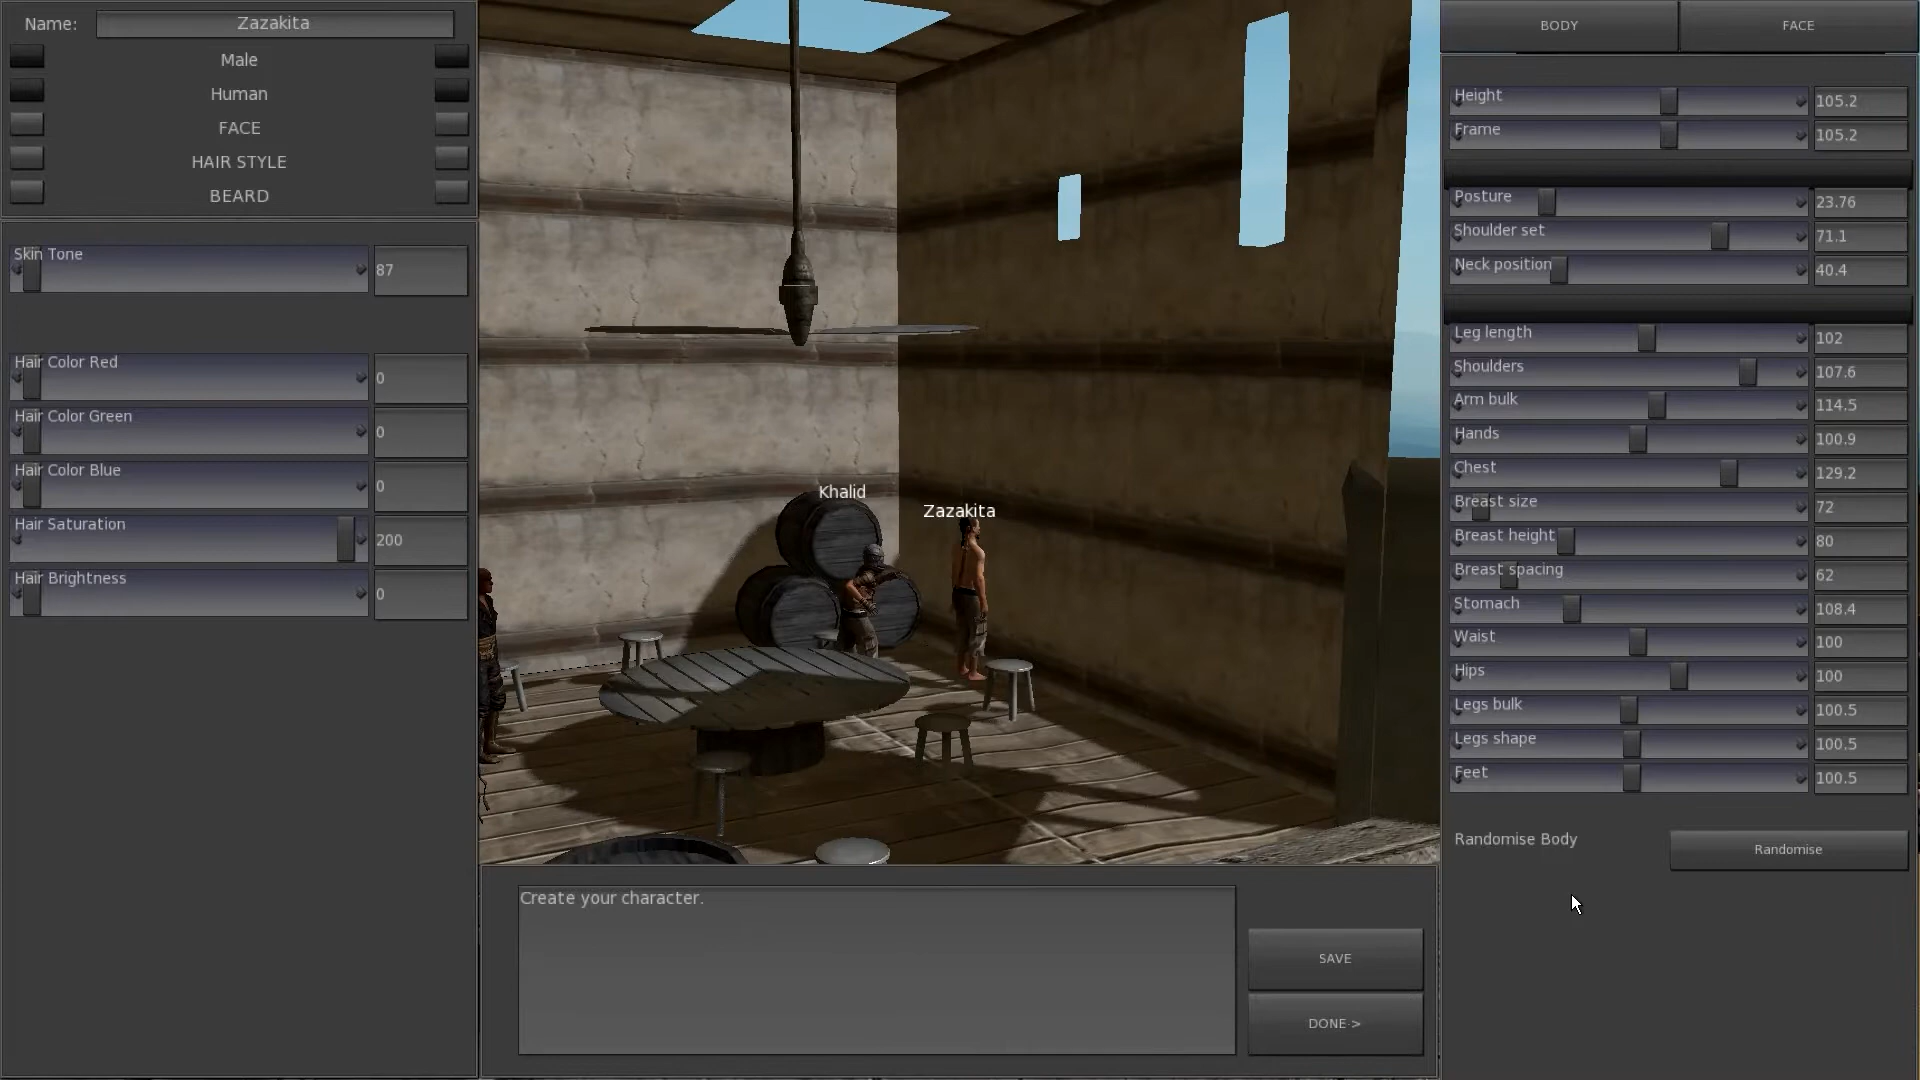 Name: Zazakita
Male
Human
FACE
HAIR STYLE
BEARD
Skin Tone 87
Hair Color Red 0
Hair Color Green 0
Hair Color Blue 0
Hair Saturation 200
Hair Brightness 0
Khalid
Zazakita
Create your character.
SAVE
DONE >
BODY FACE
Height 105.2
Frame 105.2
Posture 23.76
Shoulder set 71.1
Neck position 40.4
Leg length 102
Shoulders 107.6
Arm bulk 114.5
Hands 100.9
Chest 129.2
Breast size 72
Breast height 80
Breast spacing 62
Stomach 108.4
Waist 100
Hips 100
Legs bulk 100.5
Legs shape 100.5
Feet 100.5
Randomise Body Randomise